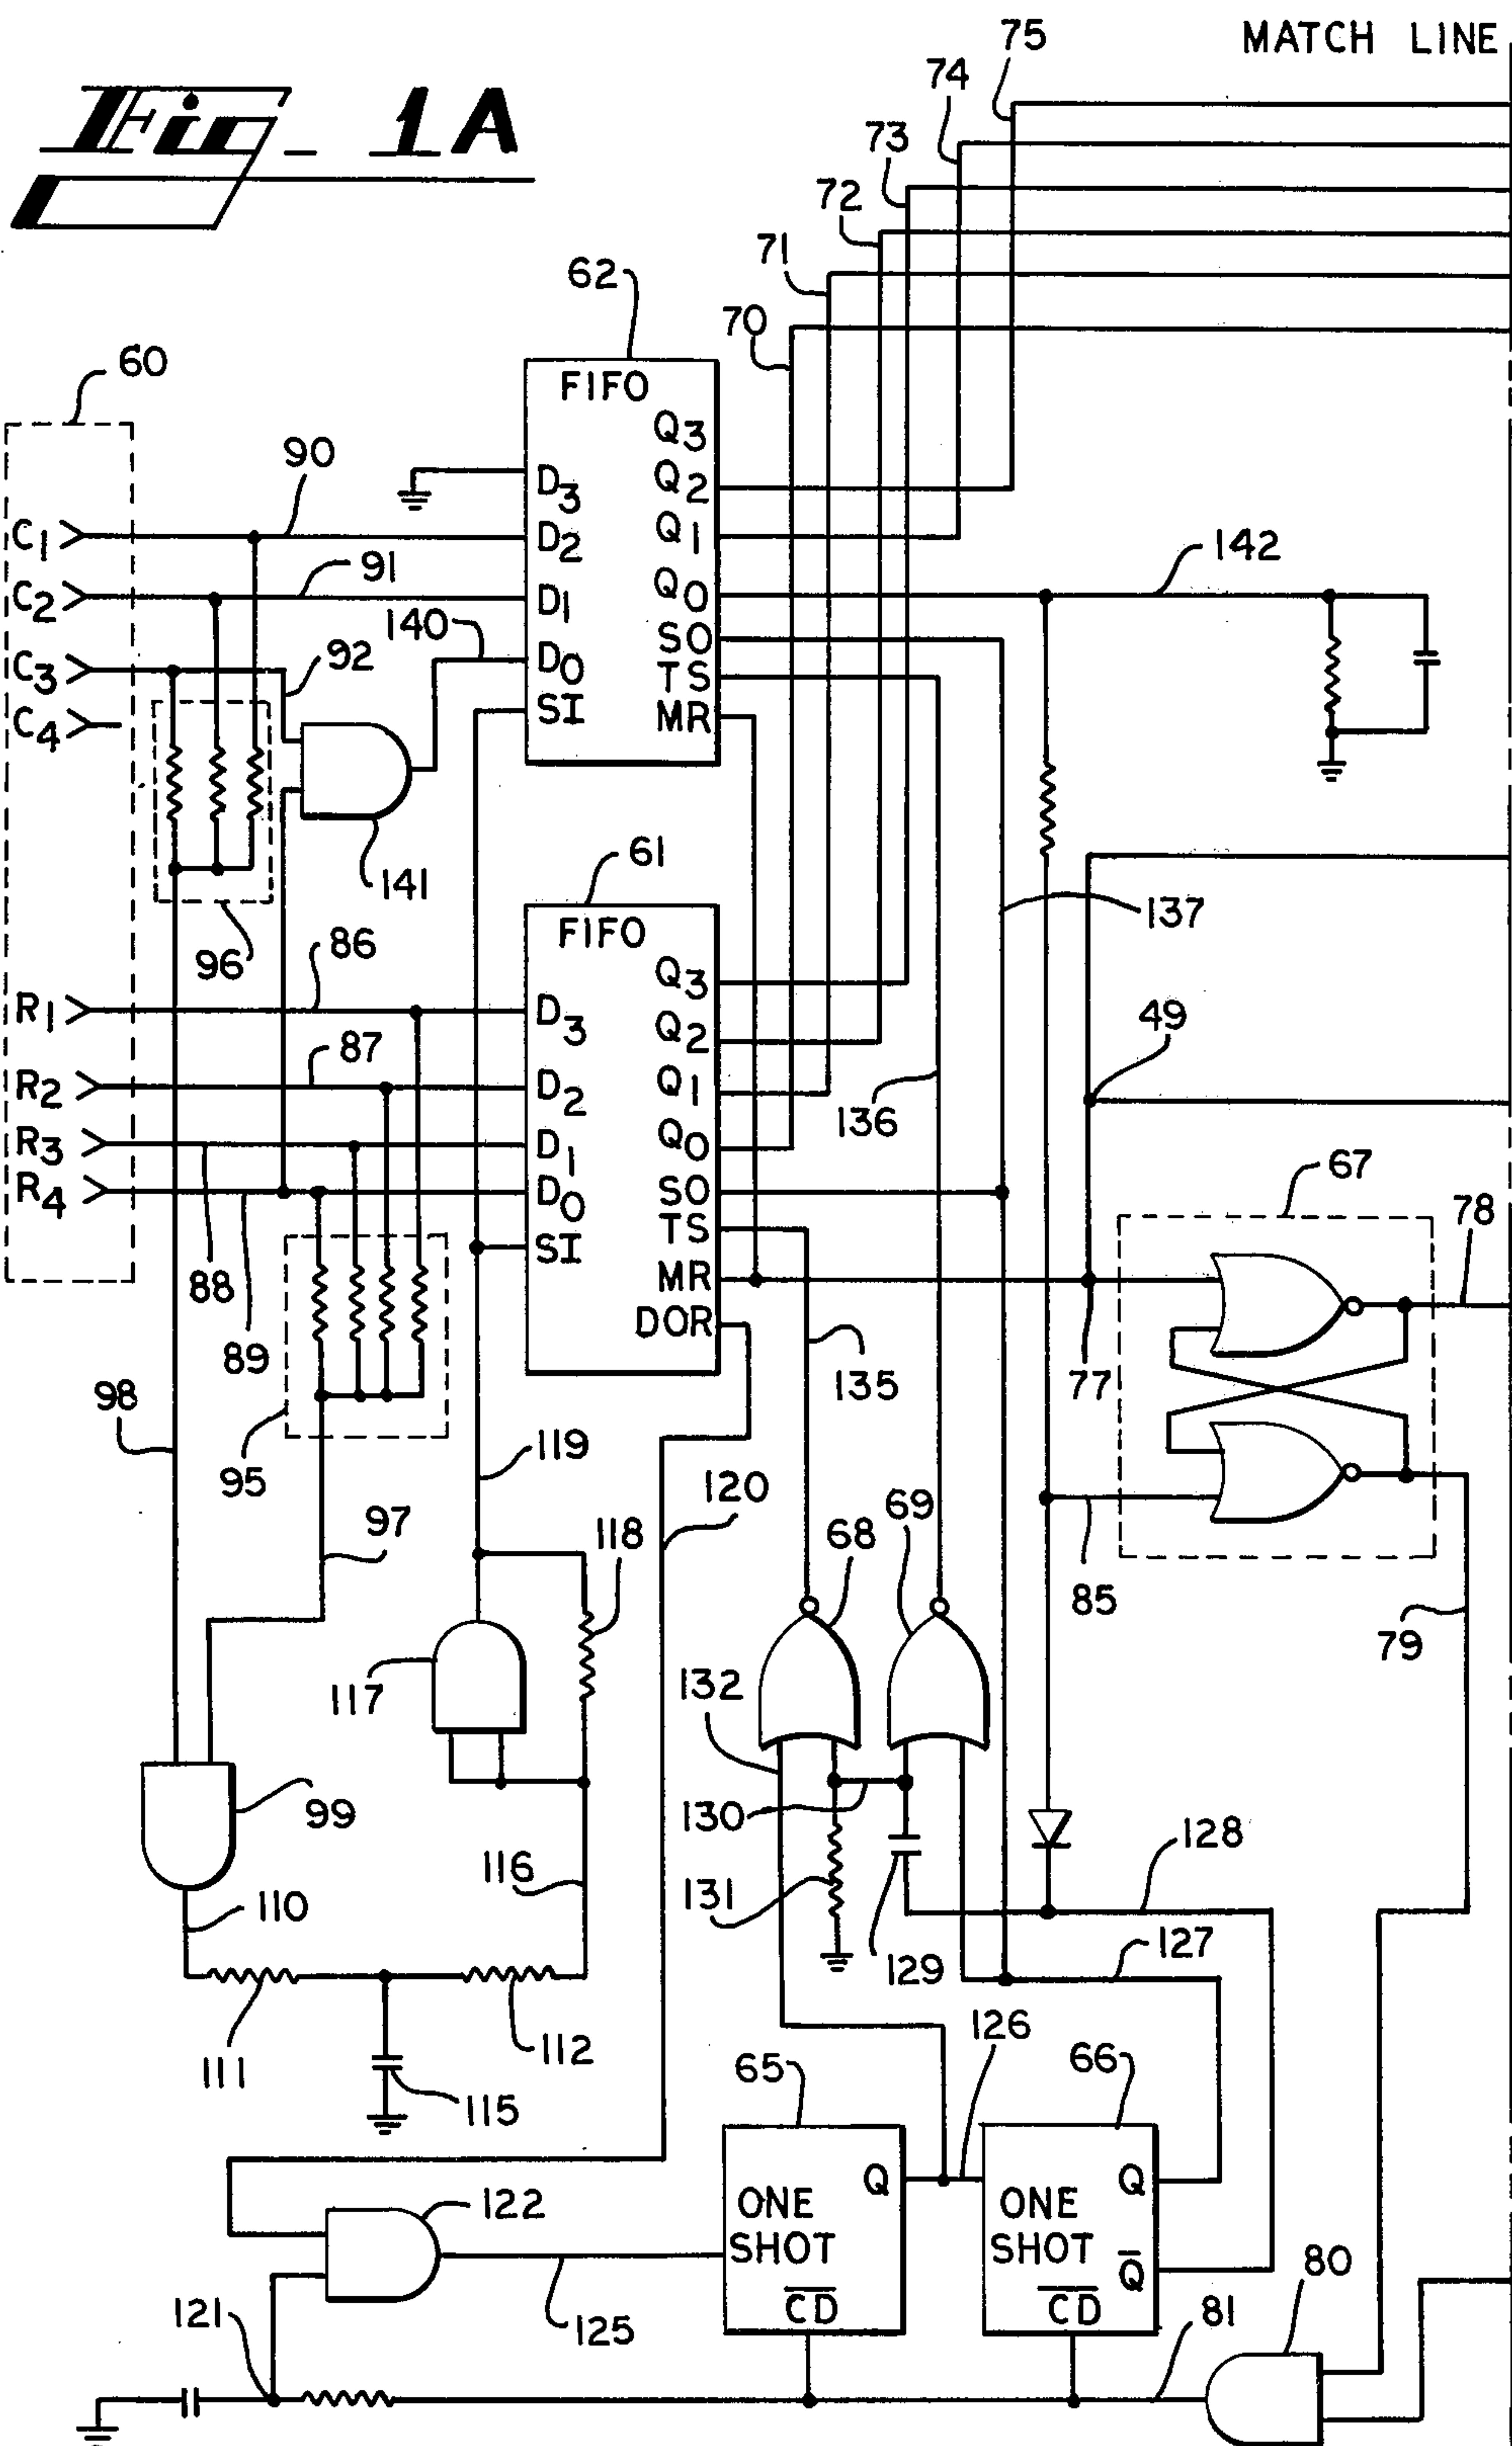 MATCH LINE
FIG_ 1A
75
74
73
72
71
70
62
60
FIFO
Q3
90
D3
Q2
C1
D2
Q1
91
142
C2
D1
Q0
140
SO
C3
92
D0
TS
C4
SI
MR
141
61
137
96
FIFO
86
Q3
R1
D3
Q2
49
87
R2
D2
Q1
136
R3
D1
Q0
67
R4
D0
SO
78
TS
SI
88
MR
89
DOR
135
77
98
119
95
120
97
118
68
69
85
79
117
132
99
130
128
116
110
131
127
129
126
111
112
65
66
115
Q
Q
122
ONE
SHOT
ONE
SHOT
Q̅
80
121
125
C̅D̅
C̅D̅
81